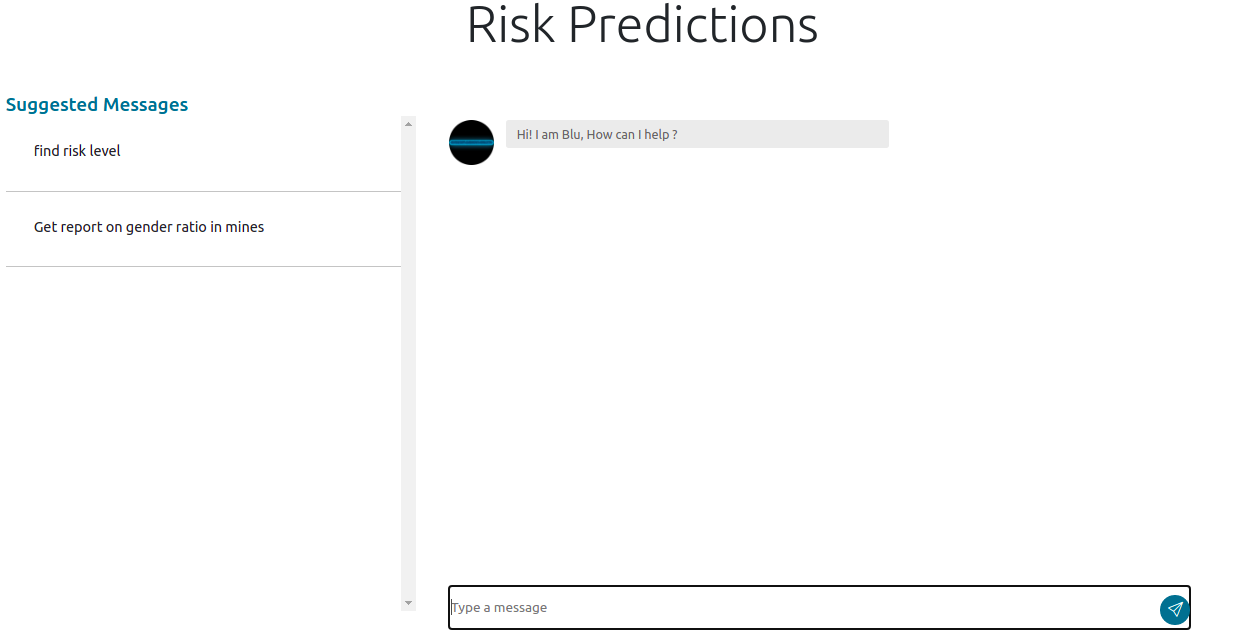 Risk Predictions
Suggested Messages
find risk level
Get report on gender ratio in mines
Hi! I am Blu, How can I help ?
Type a message